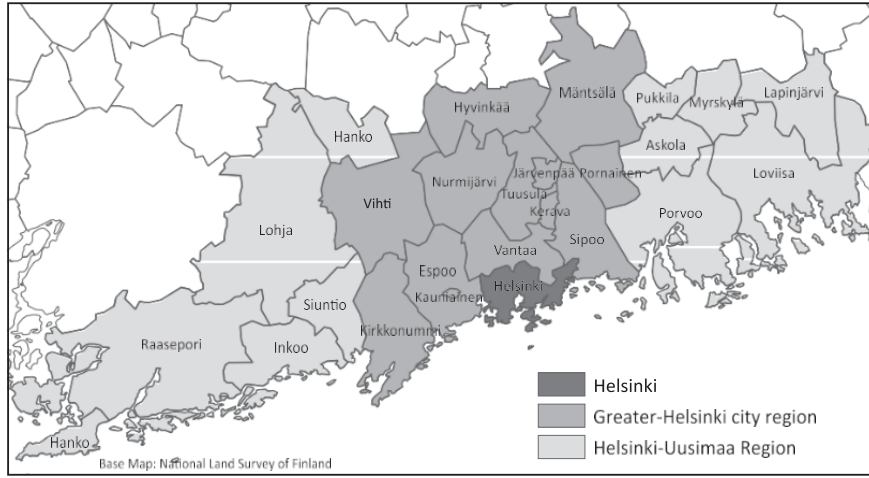 Mäntsälä
Pukkila
Myrskylä
Lapinjärvi
Hyvinkää
Hanko
Askola
Järvenpää
Pornainen
Loviisa
Nurmijärvi
Tuusula
Vihti
Kerava
Porvoo
Lohja
Sipoo
Vantaa
Espoo
Helsinki
Kauniainen
Siuntio
Kirkkonummi
Raasepori
Inkoo
Hanko
Helsinki
Greater-Helsinki city region
Helsinki-Uusimaa Region
Base Map: National Land Survey of Finland